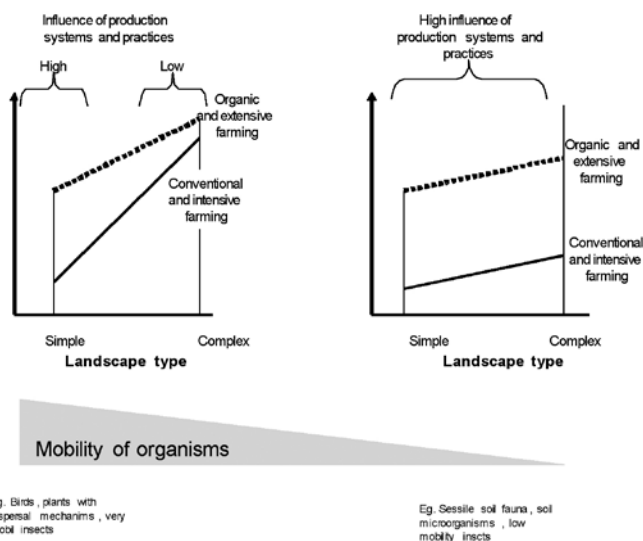 Influence of production
systems and practices
High
Low
Organic
and extensive
farming
Conventional
and intensive
farming
Simple
Complex
Landscape type
High influence of
production systems and
practices
Organic and
extensive
farming
Conventional
and intensive
farming
Simple
Complex
Landscape type
Mobility of organisms
g. Birds, plants with
spersal mechanims, very
obil insects
Eg. Sessile soil fauna, soil
microorganisms, low
mobility inscts